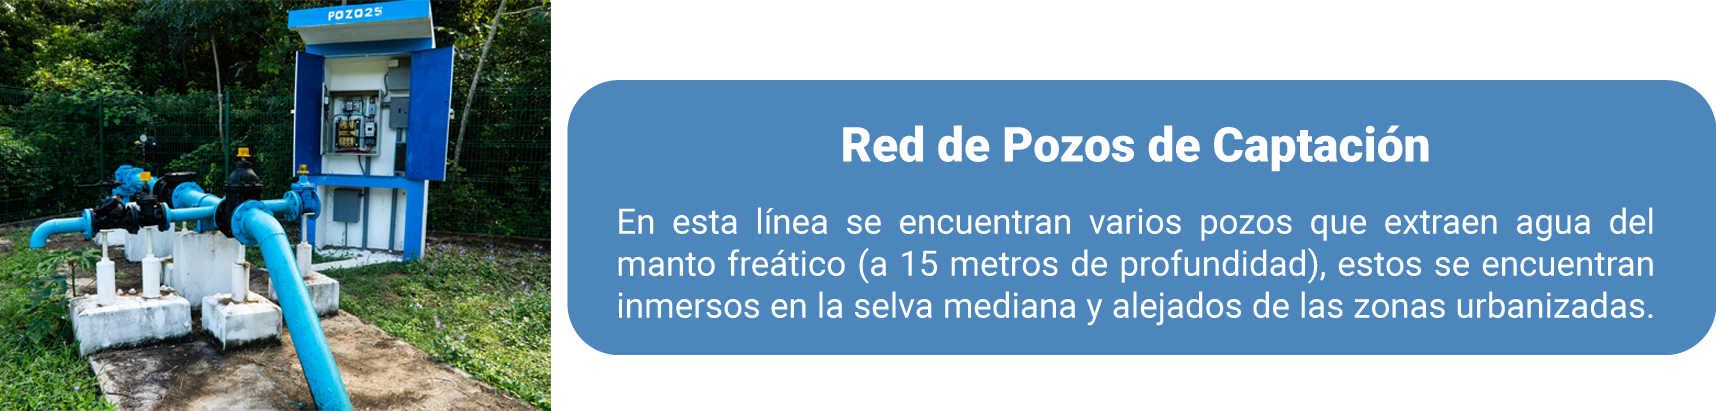 POZO25
Red de Pozos de Captación
En esta línea se encuentran varios pozos que extraen agua del
manto freático (a 15 metros de profundidad), estos se encuentran
inmersos en la selva mediana y alejados de las zonas urbanizadas.